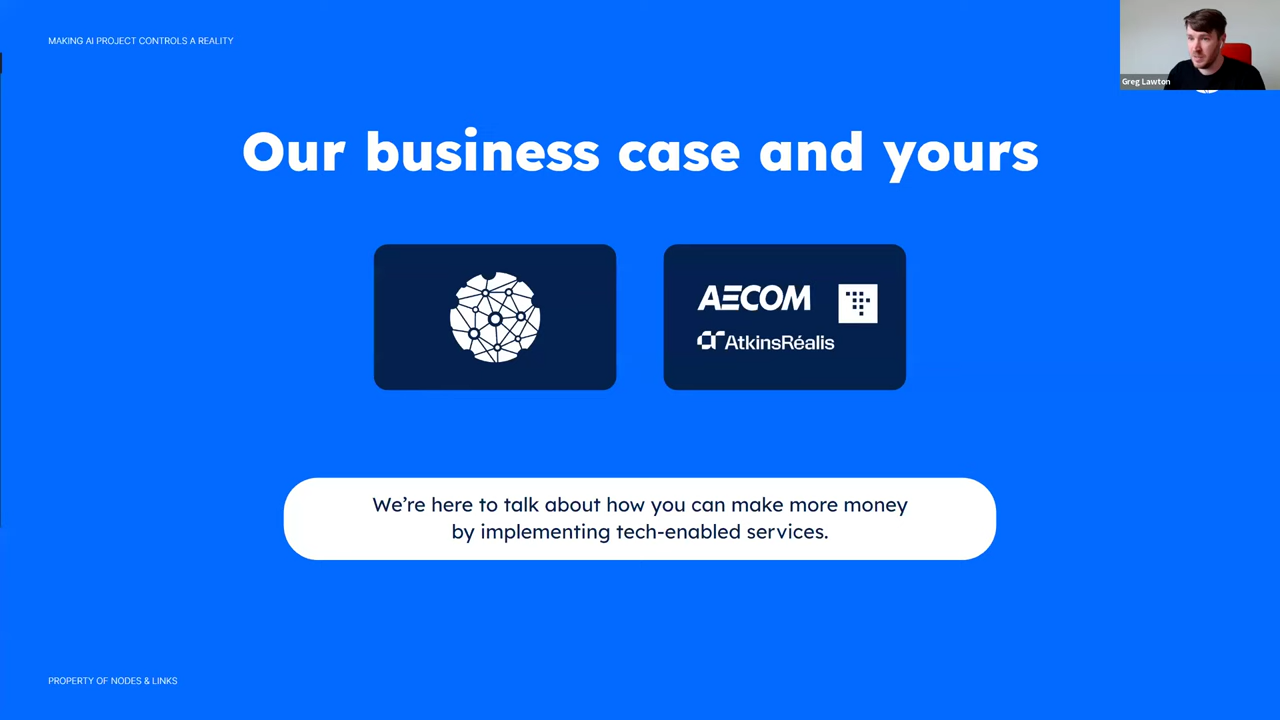 MAKING AI PROJECT CONTROLS A REALITY
Greg Lawton
Our business case and yours
AECOM
AtkinsRéalis
We're here to talk about how you can make more money
by implementing tech-enabled services.
PROPERTY OF NODES & LINKS